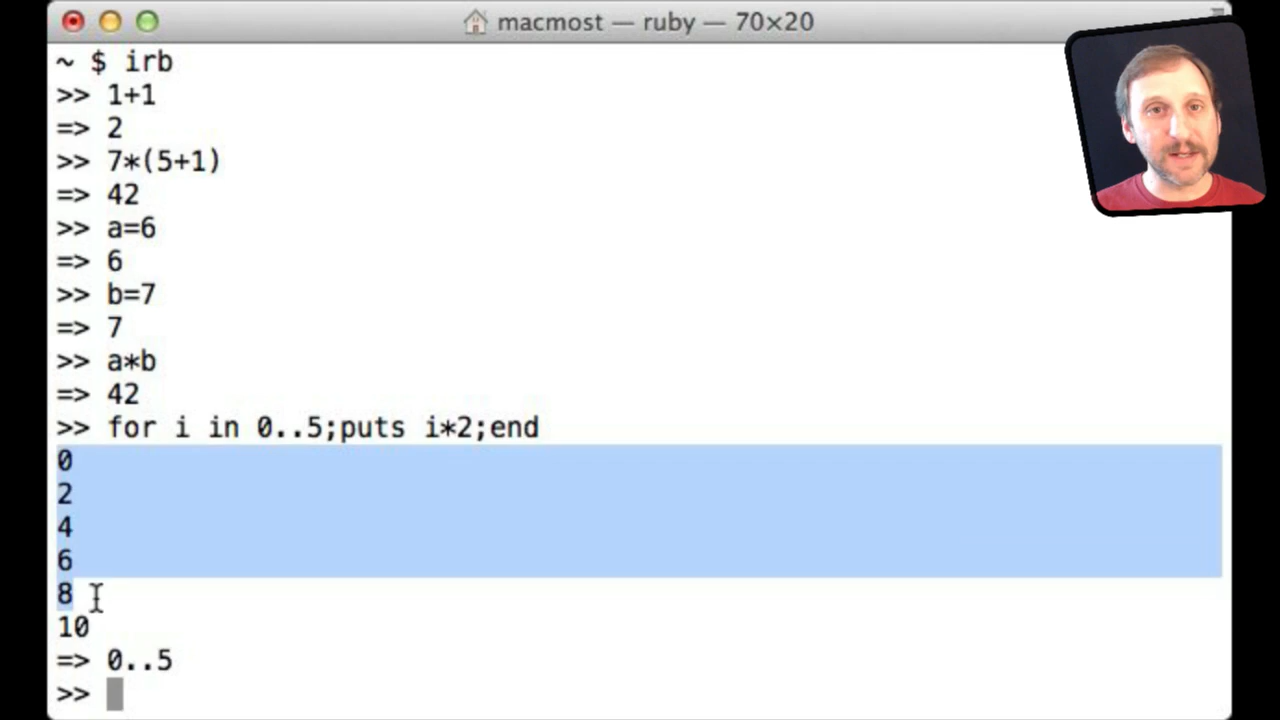 macmost — ruby — 70×20
~ $ irb
>> 1+1
=> 2
>> 7*(5+1)
=> 42
>> a=6
=> 6
>> b=7
=> 7
>> a*b
=> 42
>> for i in 0..5;puts i*2;end
0
2
4
6
8
10
=> 0..5
>>